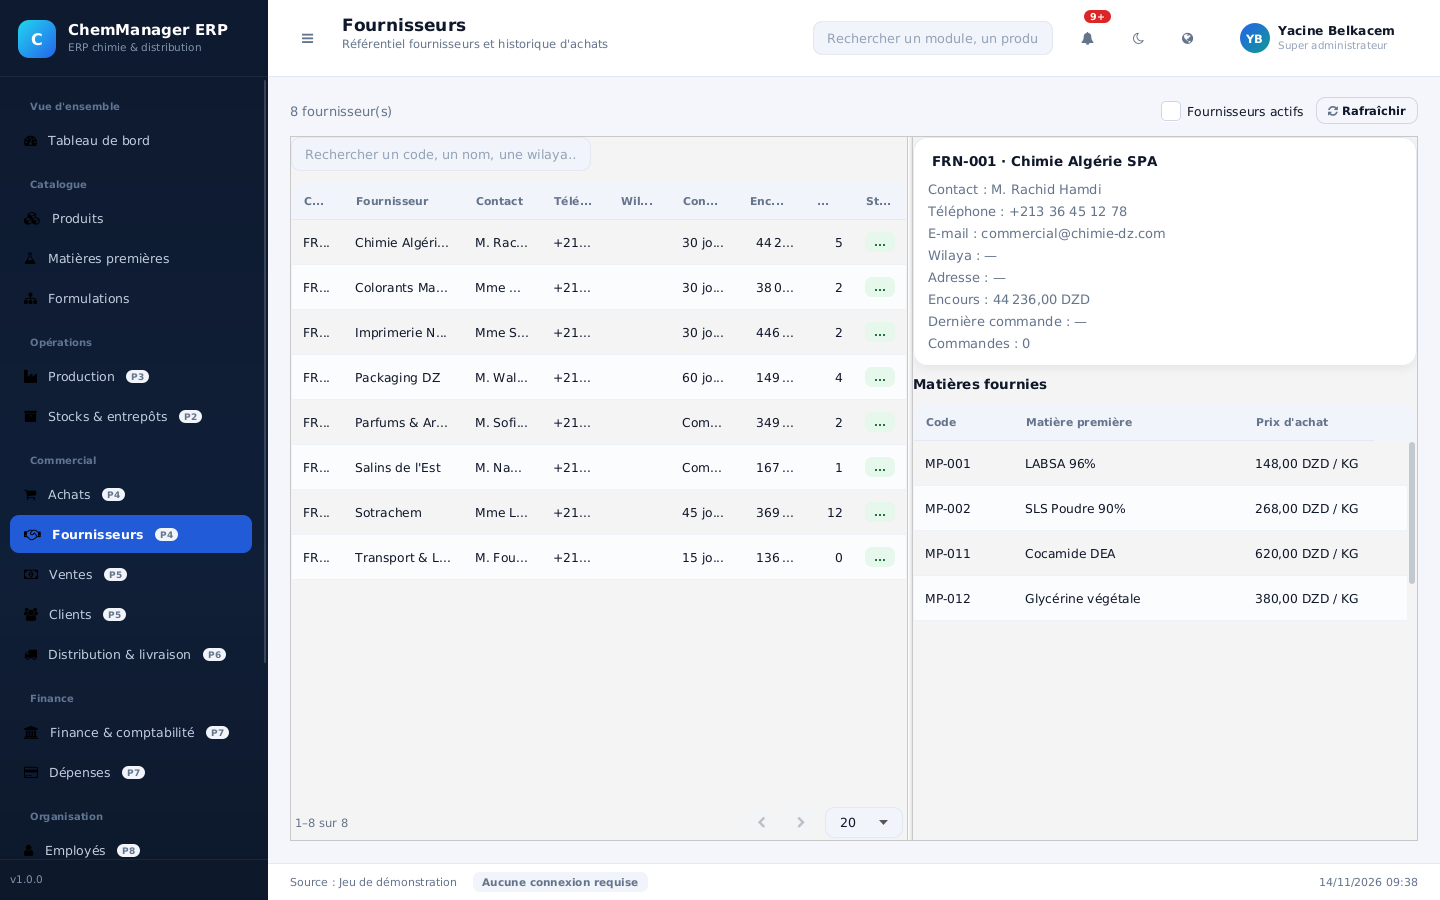 C
ChemManager ERP
ERP chimie & distribution
Vue d'ensemble
Tableau de bord
Catalogue
Produits
Matières premières
Formulations
Opérations
Production P3
Stocks & entrepôts P2
Commercial
Achats P4
Fournisseurs P4
Ventes P5
Clients P5
Distribution & livraison P6
Finance
Finance & comptabilité P7
Dépenses P7
Organisation
Employés P8
v1.0.0
Fournisseurs
Référentiel fournisseurs et historique d'achats
Rechercher un module, un produ
9+
YB
Yacine Belkacem
Super administrateur
8 fournisseur(s)
Fournisseurs actifs
Rafraîchir
Rechercher un code, un nom, une wilaya..
C... Fournisseur Contact Télé... Wil... Con... Enc... ... St...
FR... Chimie Algéri... M. Rac... +21... 30 jo... 44 2... 5 ...
FR... Colorants Ma... Mme ... +21... 30 jo... 38 0... 2 ...
FR... Imprimerie N... Mme S... +21... 30 jo... 446 ... 2 ...
FR... Packaging DZ M. Wal... +21... 60 jo... 149 ... 4 ...
FR... Parfums & Ar... M. Sofi... +21... Com... 349 ... 2 ...
FR... Salins de l'Est M. Na... +21... Com... 167 ... 1 ...
FR... Sotrachem Mme L... +21... 45 jo... 369 ... 12 ...
FR... Transport & L... M. Fou... +21... 15 jo... 136 ... 0 ...
1–8 sur 8
20
FRN-001 · Chimie Algérie SPA
Contact : M. Rachid Hamdi
Téléphone : +213 36 45 12 78
E-mail : commercial@chimie-dz.com
Wilaya : —
Adresse : —
Encours : 44 236,00 DZD
Dernière commande : —
Commandes : 0
Matières fournies
Code Matière première Prix d'achat
MP-001 LABSA 96% 148,00 DZD / KG
MP-002 SLS Poudre 90% 268,00 DZD / KG
MP-011 Cocamide DEA 620,00 DZD / KG
MP-012 Glycérine végétale 380,00 DZD / KG
Source : Jeu de démonstration
Aucune connexion requise
14/11/2026 09:38